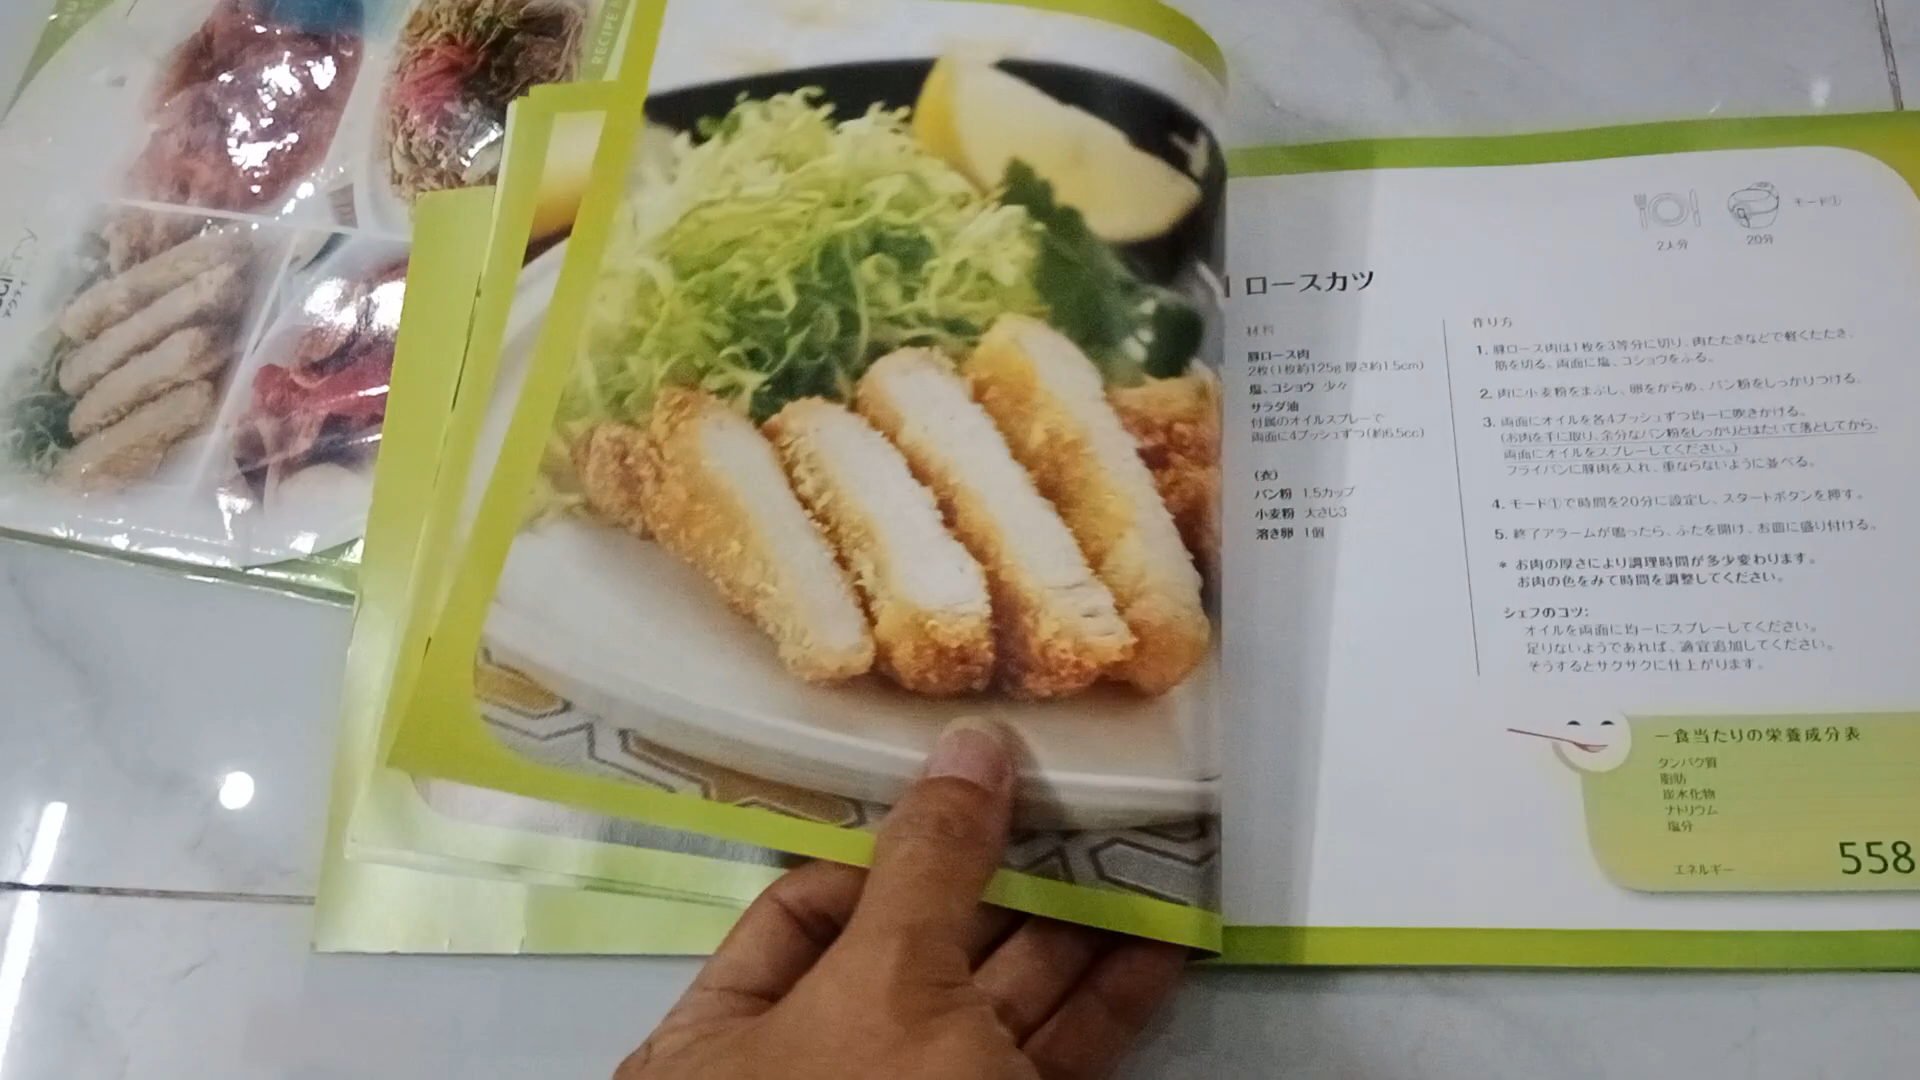 RECIPE
Fry
アクティ
モード①
2人分
20分
ロースカツ
材料
豚ロース肉
2枚(1枚約125g 厚さ約1.5cm)
塩、コショウ 少々
サラダ油
付属のオイルスプレーで
両面に4プッシュずつ(約6.5cc)
(衣)
パン粉 1.5カップ
小麦粉 大さじ3
溶き卵 1個
作り方
1. 豚ロース肉は1枚を3等分に切り、肉たたきなどで軽くたたき、
筋を切る。両面に塩、コショウをふる。
2. 肉に小麦粉をまぶし、卵をからめ、パン粉をしっかりつける。
3. 両面にオイルを各4プッシュずつ均一に吹きかける。
(お肉を手に取り、余分なパン粉をしっかりとはたいて落としてから、
両面にオイルをスプレーしてください。)
フライパンに豚肉を入れ、重ならないように並べる。
4. モード①で時間を20分に設定し、スタートボタンを押す。
5. 終了アラームが鳴ったら、ふたを開け、お皿に盛り付ける。
* お肉の厚さにより調理時間が多少変わります。
お肉の色をみて時間を調整してください。
シェフのコツ:
オイルを両面に均一にスプレーしてください。
足りないようであれば、適宜追加してください。
そうするとサクサクに仕上がります。
一食当たりの栄養成分表
タンパク質
脂肪
炭水化物
ナトリウム
塩分
エネルギー
558